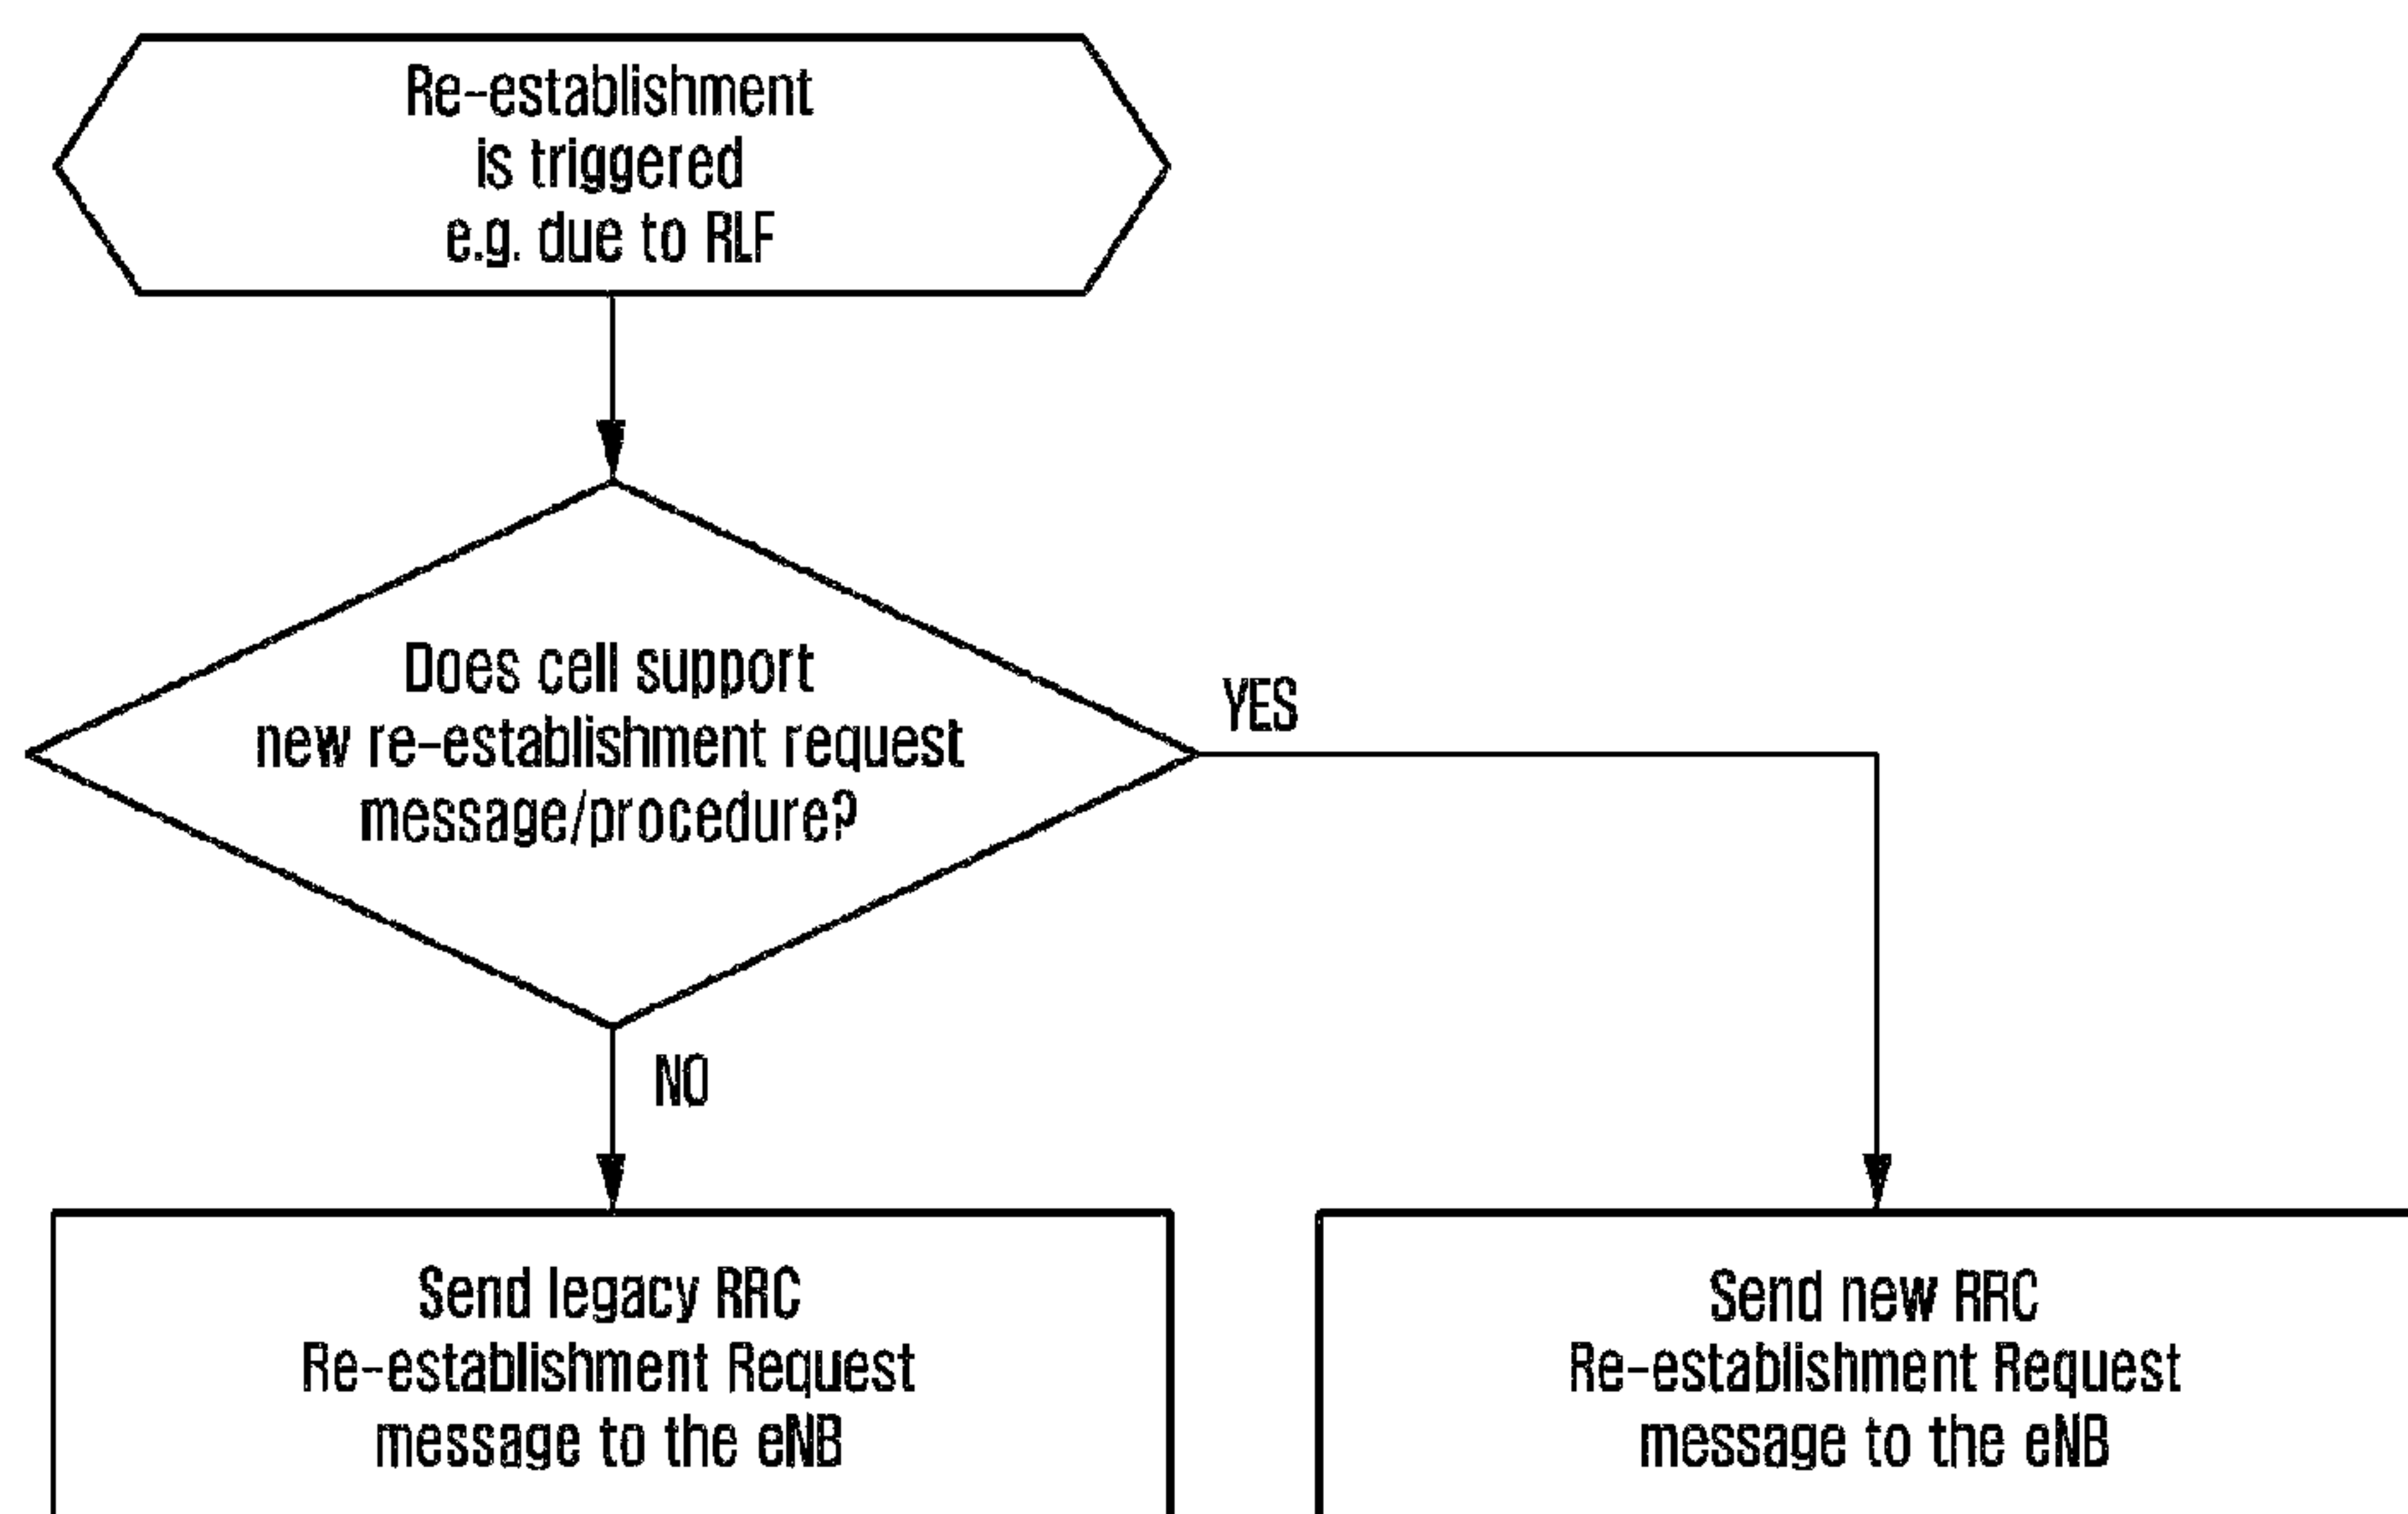 Re-establishment
is triggered
e.g. due to RLF
Does cell support
new re-establishment request
message/procedure?
YES
NO
Send legacy RRC
Re-establishment Request
message to the eNB
Send new RRC
Re-establishment Request
message to the eNB